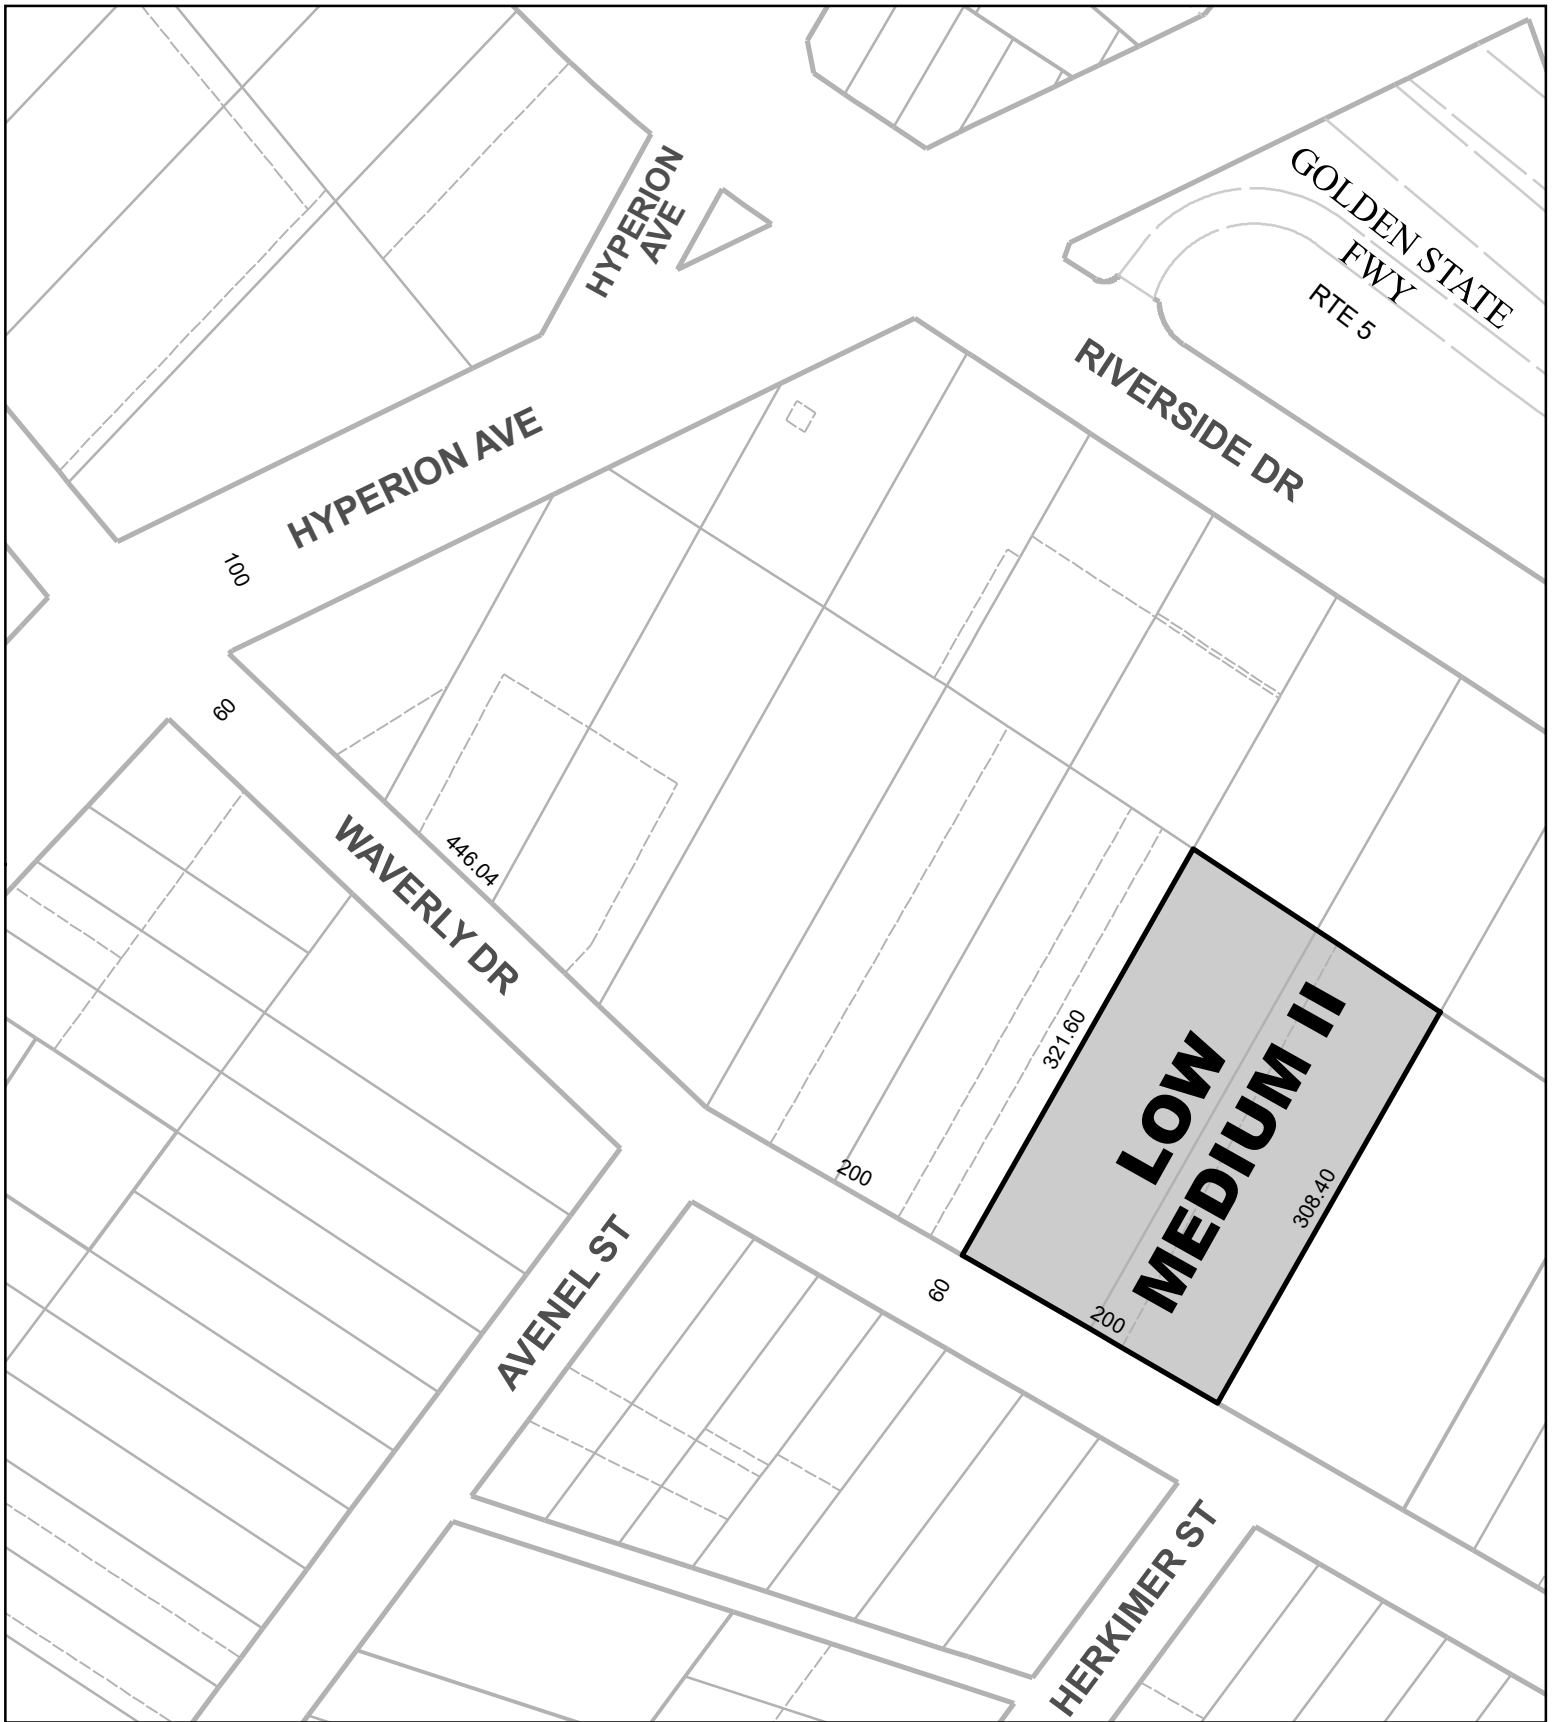 HYPERION
AVE
GOLDEN STATE
FWY
RTE 5
RIVERSIDE DR
HYPERION AVE
100
60
446.04
WAVERLY DR
321.60
LOW
MEDIUM II
308.40
200
200
60
AVENEL ST
HERKIMER ST